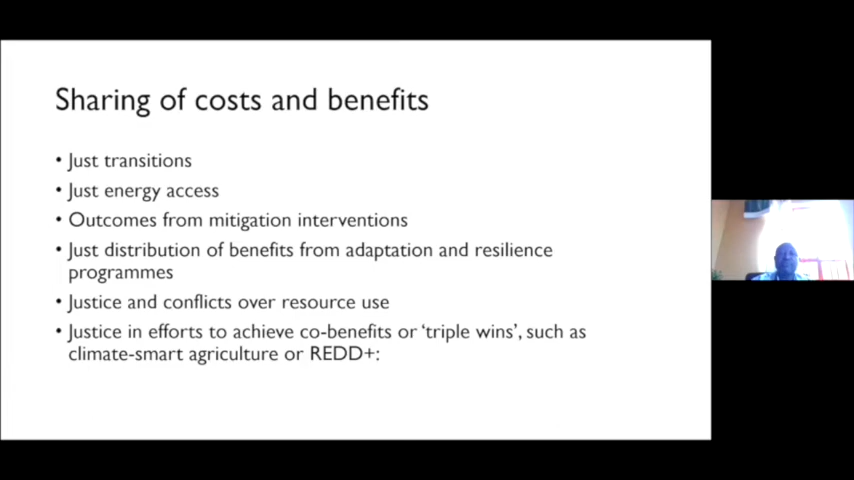 Sharing of costs and benefits
• Just transitions
• Just energy access
• Outcomes from mitigation interventions
• Just distribution of benefits from adaptation and resilience
programmes
• Justice and conflicts over resource use
• Justice in efforts to achieve co-benefits or ‘triple wins’, such as
climate-smart agriculture or REDD+: